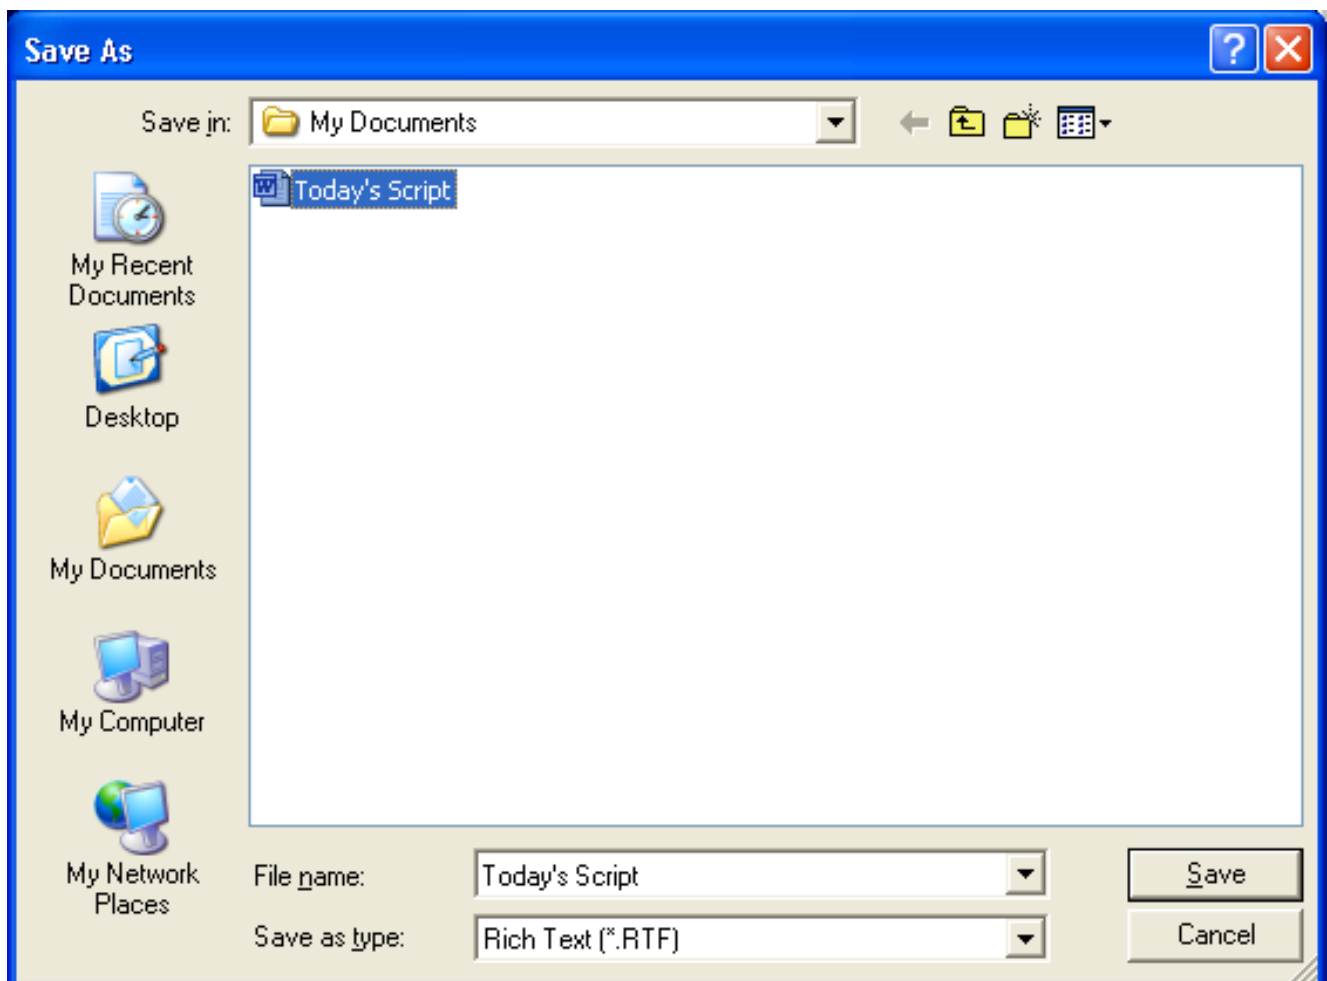 Save As
Save in:
My Documents
Today's Script
My Recent
Documents
Desktop
My Documents
My Computer
My Network
Places
File name:
Today's Script
Save
Save as type:
Rich Text (*.RTF)
Cancel